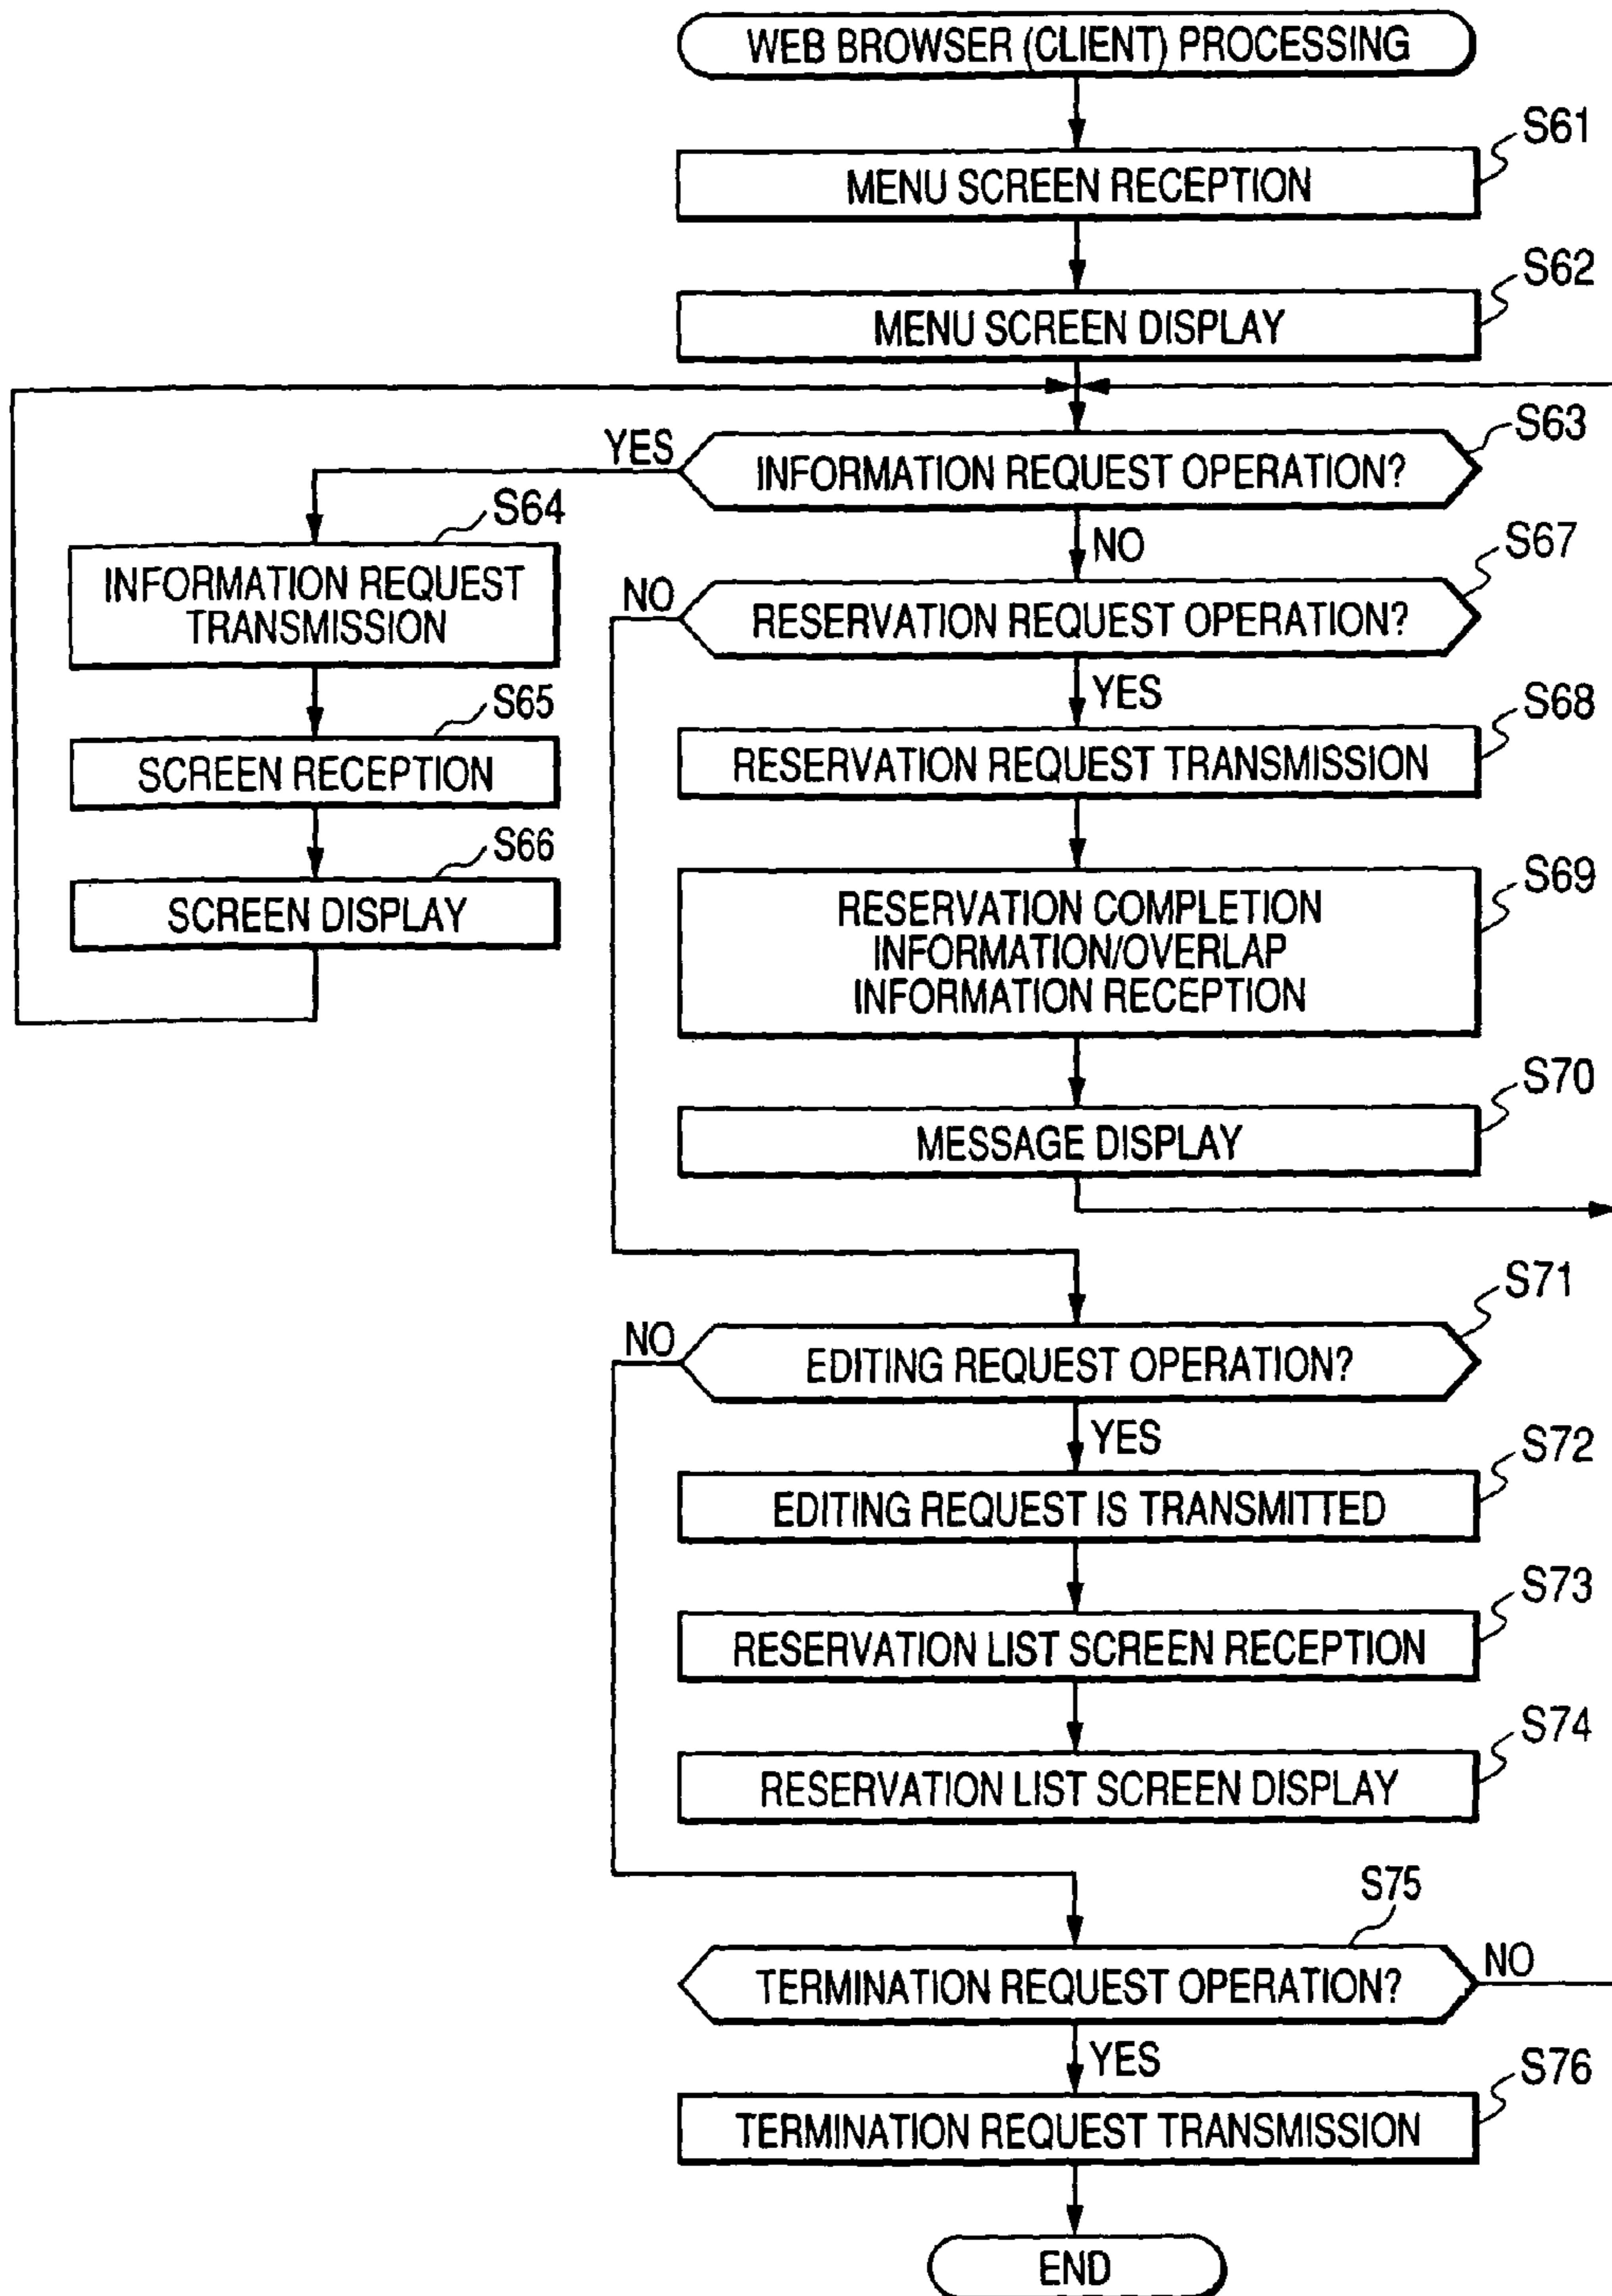 WEB BROWSER (CLIENT) PROCESSING
S61
MENU SCREEN RECEPTION
S62
MENU SCREEN DISPLAY
S63
YES
INFORMATION REQUEST OPERATION?
S64
INFORMATION REQUEST
TRANSMISSION
S65
SCREEN RECEPTION
S66
SCREEN DISPLAY
NO
S67
NO
RESERVATION REQUEST OPERATION?
YES
S68
RESERVATION REQUEST TRANSMISSION
S69
RESERVATION COMPLETION
INFORMATION/OVERLAP
INFORMATION RECEPTION
S70
MESSAGE DISPLAY
S71
NO
EDITING REQUEST OPERATION?
YES
S72
EDITING REQUEST IS TRANSMITTED
S73
RESERVATION LIST SCREEN RECEPTION
S74
RESERVATION LIST SCREEN DISPLAY
S75
TERMINATION REQUEST OPERATION?
NO
YES
S76
TERMINATION REQUEST TRANSMISSION
END